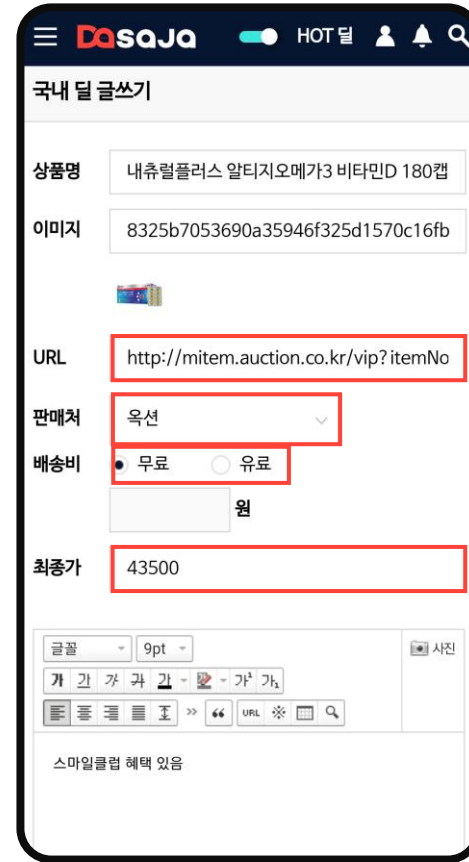 Dasaja HOT 딜
국내 딜 글쓰기
상품명 내츄럴플러스 알티지오메가3 비타민D 180캡
이미지 8325b7053690a35946f325d1570c16fb
URL http://mitem.auction.co.kr/vip?itemNo
판매처 옥션
배송비 무료 유료
원
최종가 43500
글꼴 9pt 사진
가 가 가 가 가 가¹ 가₁
URL
스마일클럽 혜택 있음